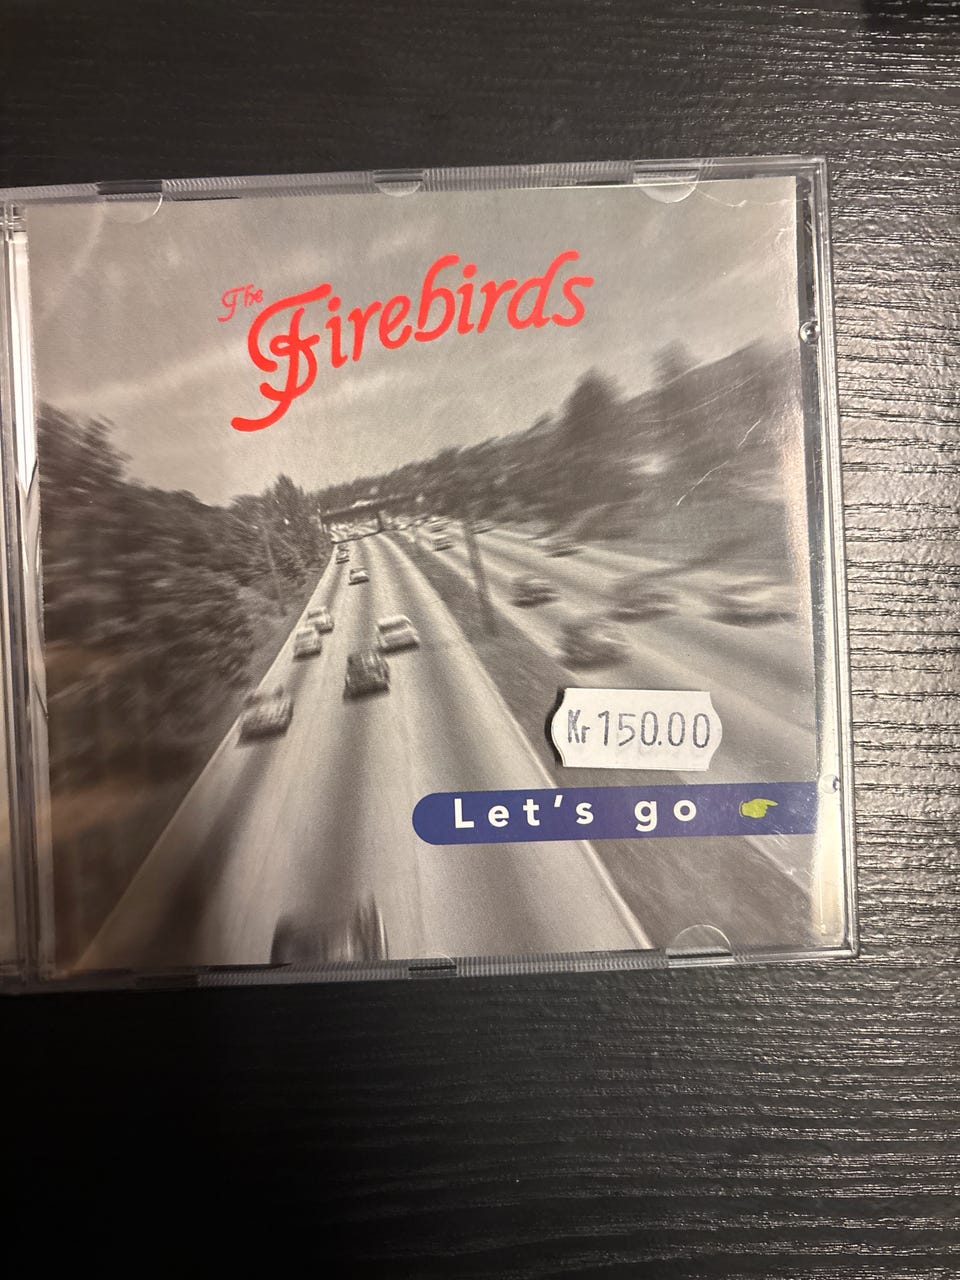 The
Firebirds
Kr 150.00
Let's go